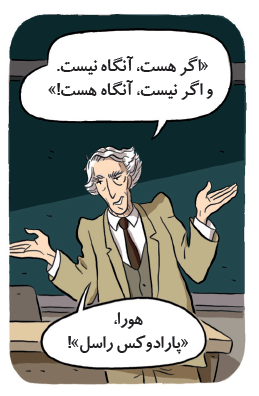 «اگر هست، آنگاه نیست.
و اگر نیست، آنگاه هست!»
هورا،
«پارادوکس راسل»!